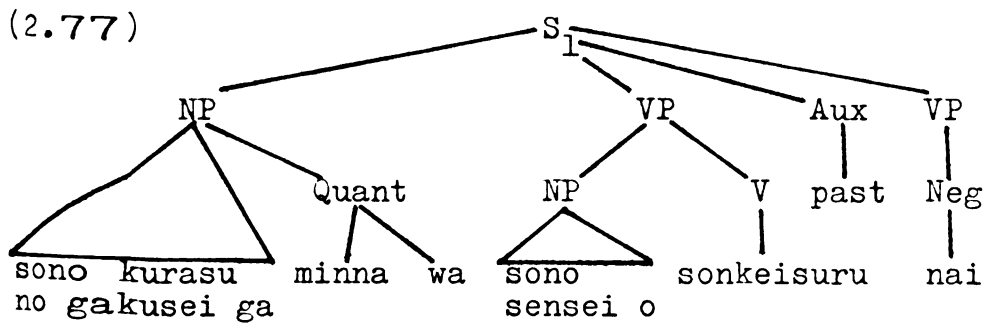 (2.77)
S1
NP VP Aux VP
Quant NP V past Neg
sono kurasu minna wa sono sonkeisuru nai
no gakusei ga sensei o